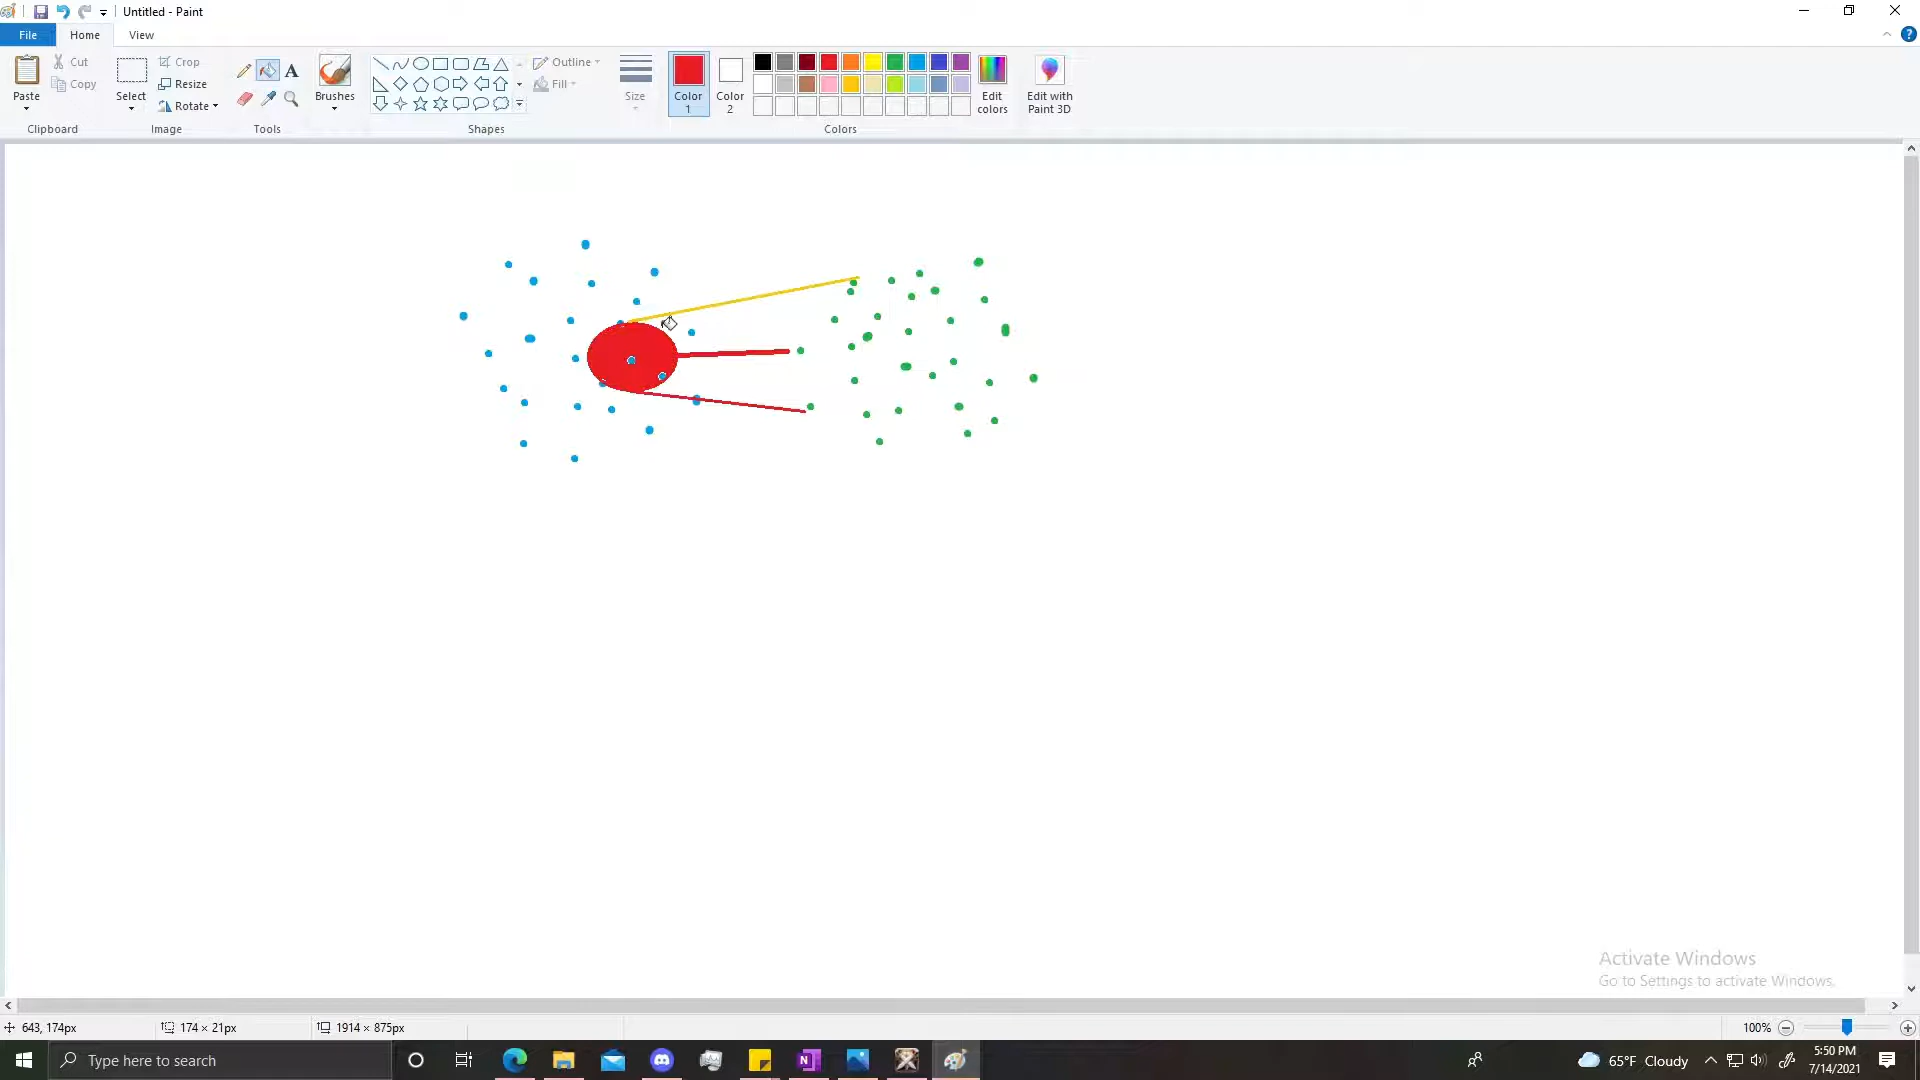 Untitled - Paint
File Home View
Paste
Cut
Copy
Clipboard
Select
Crop
Resize
Rotate
Image
A
Tools
Brushes
Shapes
Outline
Fill
Size
Color 1
Color 2
Edit colors
Edit with Paint 3D
Colors
Activate Windows
Go to Settings to activate Windows.
643, 174px 174 × 21px 1914 × 875px 100%
Type here to search
N
65°F Cloudy
5:50 PM
7/14/2021